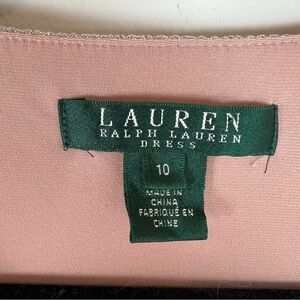 LAUREN
RALPH LAUREN
DRESS
10
MADE IN
CHINA
FABRIQUÉ EN
CHINE